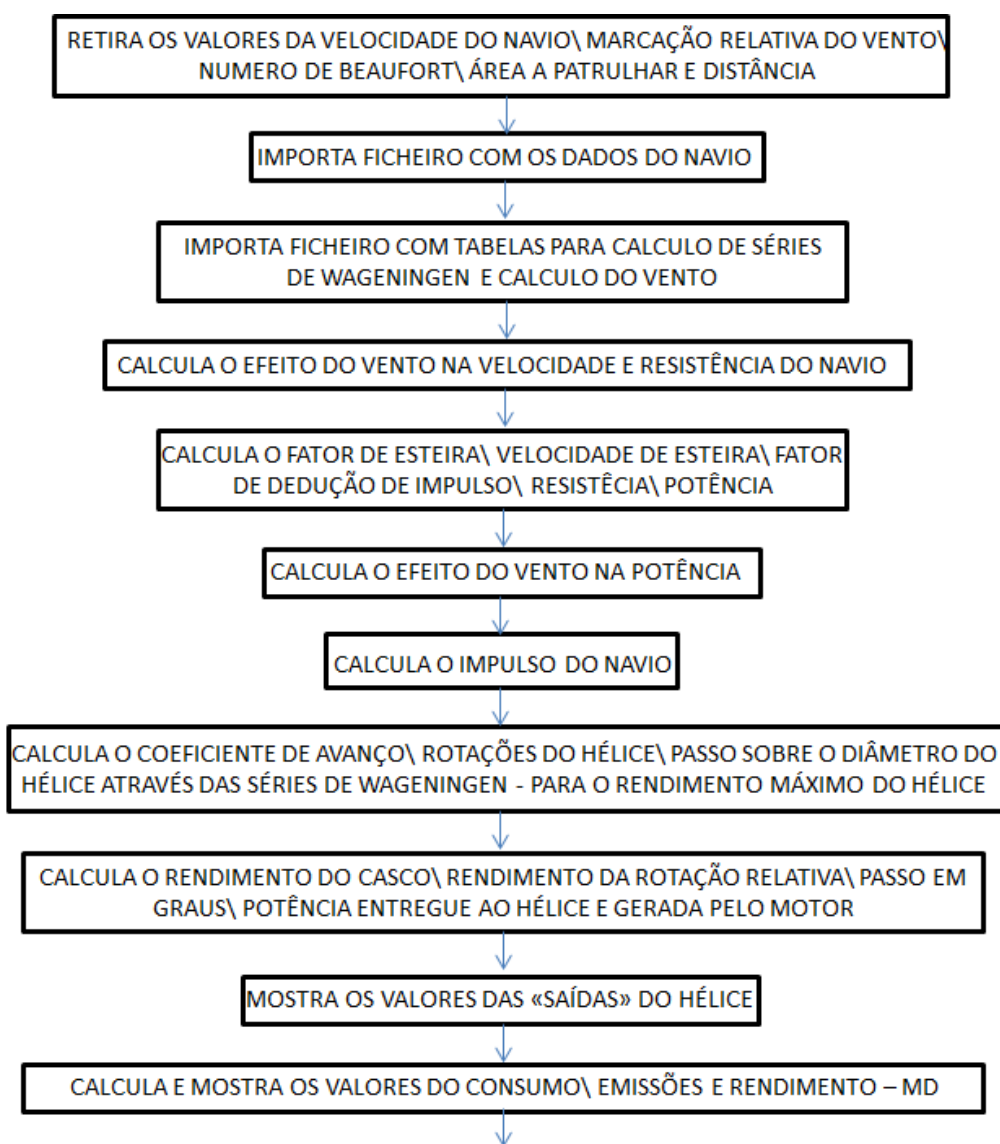 RETIRA OS VALORES DA VELOCIDADE DO NAVIO\ MARCAÇÃO RELATIVA DO VENTO\
NUMERO DE BEAUFORT\ ÁREA A PATRULHAR E DISTÂNCIA
IMPORTA FICHEIRO COM OS DADOS DO NAVIO
IMPORTA FICHEIRO COM TABELAS PARA CALCULO DE SÉRIES
DE WAGENINGEN E CALCULO DO VENTO
CALCULA O EFEITO DO VENTO NA VELOCIDADE E RESISTÊNCIA DO NAVIO
CALCULA O FATOR DE ESTEIRA\ VELOCIDADE DE ESTEIRA\ FATOR
DE DEDUÇÃO DE IMPULSO\ RESISTÊCIA\ POTÊNCIA
CALCULA O EFEITO DO VENTO NA POTÊNCIA
CALCULA O IMPULSO DO NAVIO
CALCULA O COEFICIENTE DE AVANÇO\ ROTAÇÕES DO HÉLICE\ PASSO SOBRE O DIÂMETRO DO
HÉLICE ATRAVÉS DAS SÉRIES DE WAGENINGEN - PARA O RENDIMENTO MÁXIMO DO HÉLICE
CALCULA O RENDIMENTO DO CASCO\ RENDIMENTO DA ROTAÇÃO RELATIVA\ PASSO EM
GRAUS\ POTÊNCIA ENTREGUE AO HÉLICE E GERADA PELO MOTOR
MOSTRA OS VALORES DAS «SAÍDAS» DO HÉLICE
CALCULA E MOSTRA OS VALORES DO CONSUMO\ EMISSÕES E RENDIMENTO – MD